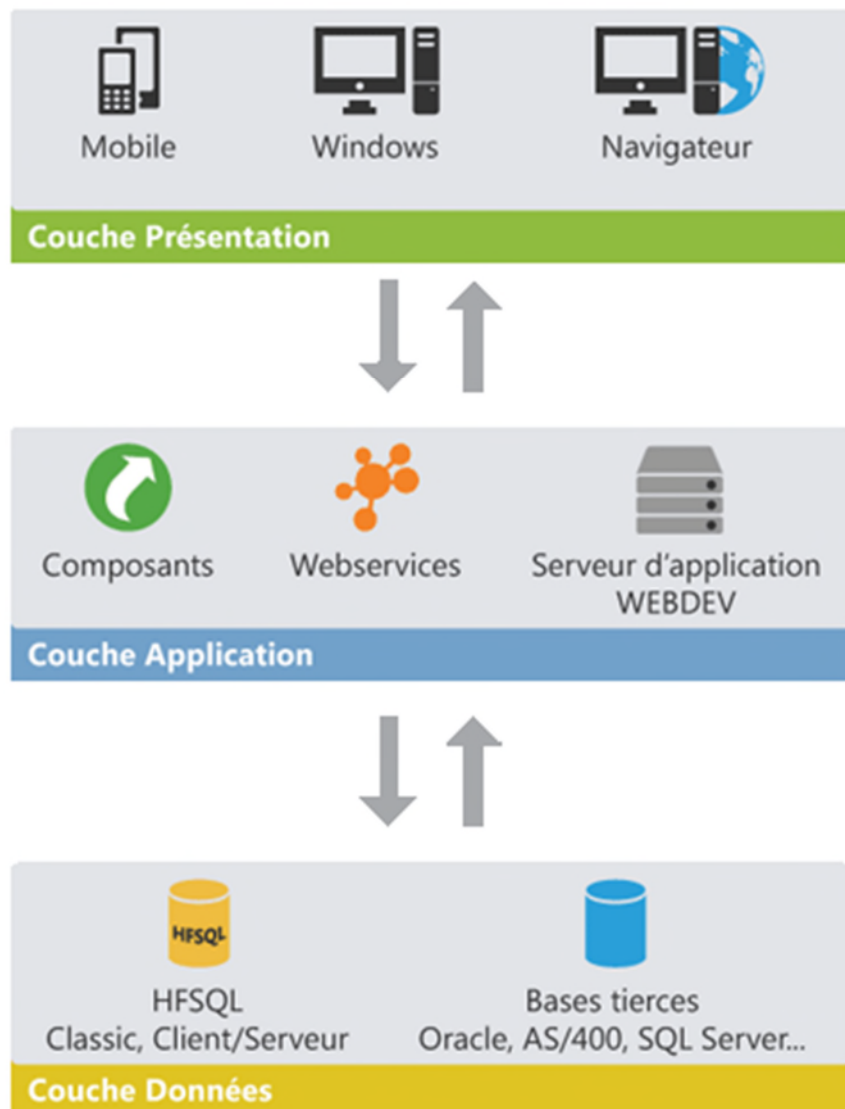 Mobile
Windows
Navigateur
Couche Présentation
Composants
Webservices
Serveur d'application
WEBDEV
Couche Application
HFSQL
HFSQL
Classic, Client/Serveur
Bases tierces
Oracle, AS/400, SQL Server...
Couche Données